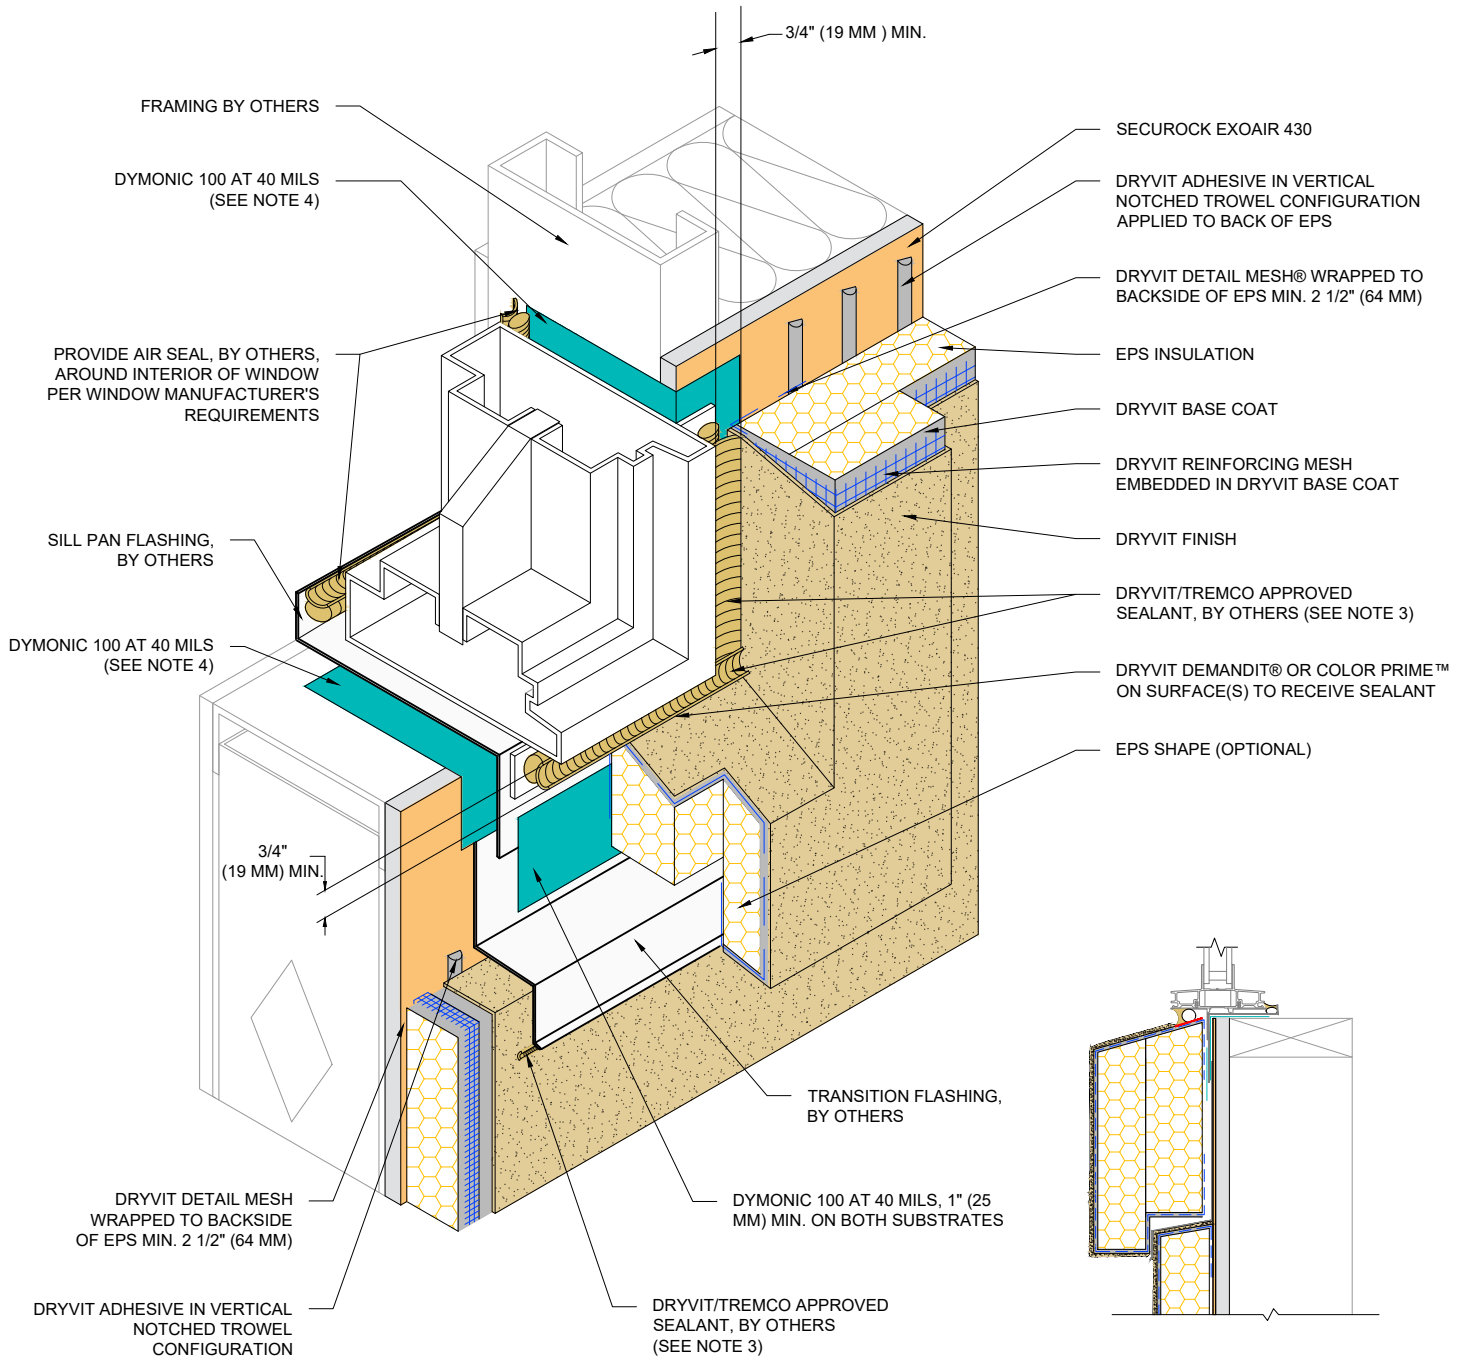 3/4" (19 MM ) MIN.
FRAMING BY OTHERS
DYMONIC 100 AT 40 MILS
(SEE NOTE 4)
PROVIDE AIR SEAL, BY OTHERS,
AROUND INTERIOR OF WINDOW
PER WINDOW MANUFACTURER'S
REQUIREMENTS
SILL PAN FLASHING,
BY OTHERS
DYMONIC 100 AT 40 MILS
(SEE NOTE 4)
3/4"
(19 MM) MIN.
DRYVIT DETAIL MESH
WRAPPED TO BACKSIDE
OF EPS MIN. 2 1/2" (64 MM)
DRYVIT ADHESIVE IN VERTICAL
NOTCHED TROWEL
CONFIGURATION
SECUROCK EXOAIR 430
DRYVIT ADHESIVE IN VERTICAL
NOTCHED TROWEL CONFIGURATION
APPLIED TO BACK OF EPS
DRYVIT DETAIL MESH® WRAPPED TO
BACKSIDE OF EPS MIN. 2 1/2" (64 MM)
EPS INSULATION
DRYVIT BASE COAT
DRYVIT REINFORCING MESH
EMBEDDED IN DRYVIT BASE COAT
DRYVIT FINISH
DRYVIT/TREMCO APPROVED
SEALANT, BY OTHERS (SEE NOTE 3)
DRYVIT DEMANDIT® OR COLOR PRIME™
ON SURFACE(S) TO RECEIVE SEALANT
EPS SHAPE (OPTIONAL)
TRANSITION FLASHING,
BY OTHERS
DYMONIC 100 AT 40 MILS, 1" (25
MM) MIN. ON BOTH SUBSTRATES
DRYVIT/TREMCO APPROVED
SEALANT, BY OTHERS
(SEE NOTE 3)